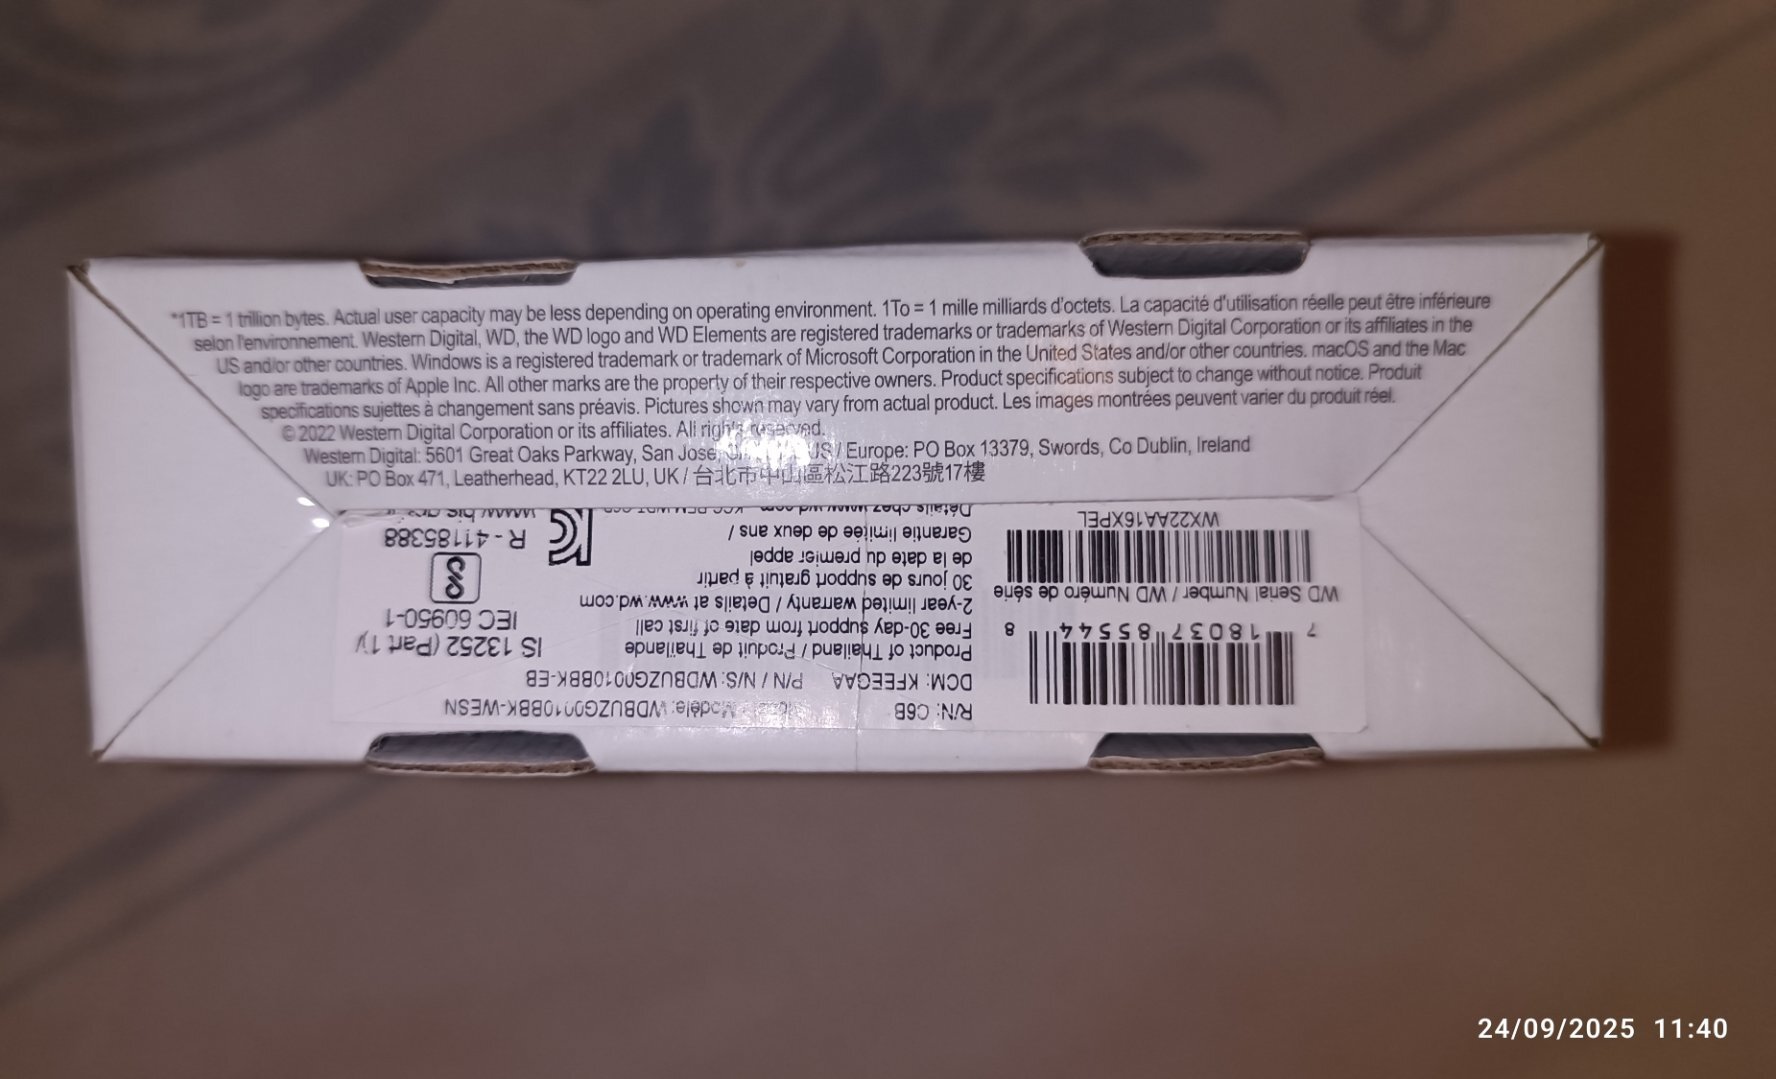 *1TB = 1 trillion bytes. Actual user capacity may be less depending on operating environment. 1To = 1 mille milliards d'octets. La capacité d'utilisation réelle peut être inférieure
selon l'environnement. Western Digital, WD, the WD logo and WD Elements are registered trademarks or trademarks of Western Digital Corporation or its affiliates in the
US and/or other countries. Windows is a registered trademark or trademark of Microsoft Corporation in the United States and/or other countries. macOS and the Mac
logo are trademarks of Apple Inc. All other marks are the property of their respective owners. Product specifications subject to change without notice. Produit
specifications sujettes à changement sans préavis. Pictures shown may vary from actual product. Les images montrées peuvent varier du produit réel.
© 2022 Western Digital Corporation or its affiliates. All rights reserved.
Western Digital: 5601 Great Oaks Parkway, San Jose, US / Europe: PO Box 13379, Swords, Co Dublin, Ireland
UK: PO Box 471, Leatherhead, KT22 2LU, UK / 台北市中山區松江路223號17樓
R/N: C6B Modèle: WDBUZG0010BBK-WESN
DCM: KFEEGAA P/N / N/S: WDBUZG0010BBK-EB
Product of Thailand / Produit de Thaïlande
Free 30-day support from date of first call
2-year limited warranty / Details at www.wd.com
30 jours de support gratuit à partir
de la date du premier appel
Garantie limitée de deux ans /
Détails chez www.wd.com
7 18037 85544 8
WD Serial Number / WD Numéro de série
WX22AA16XPEL
IS 13252 (Part 1)/
IEC 60950-1
R - 41185388
24/09/2025 11:40